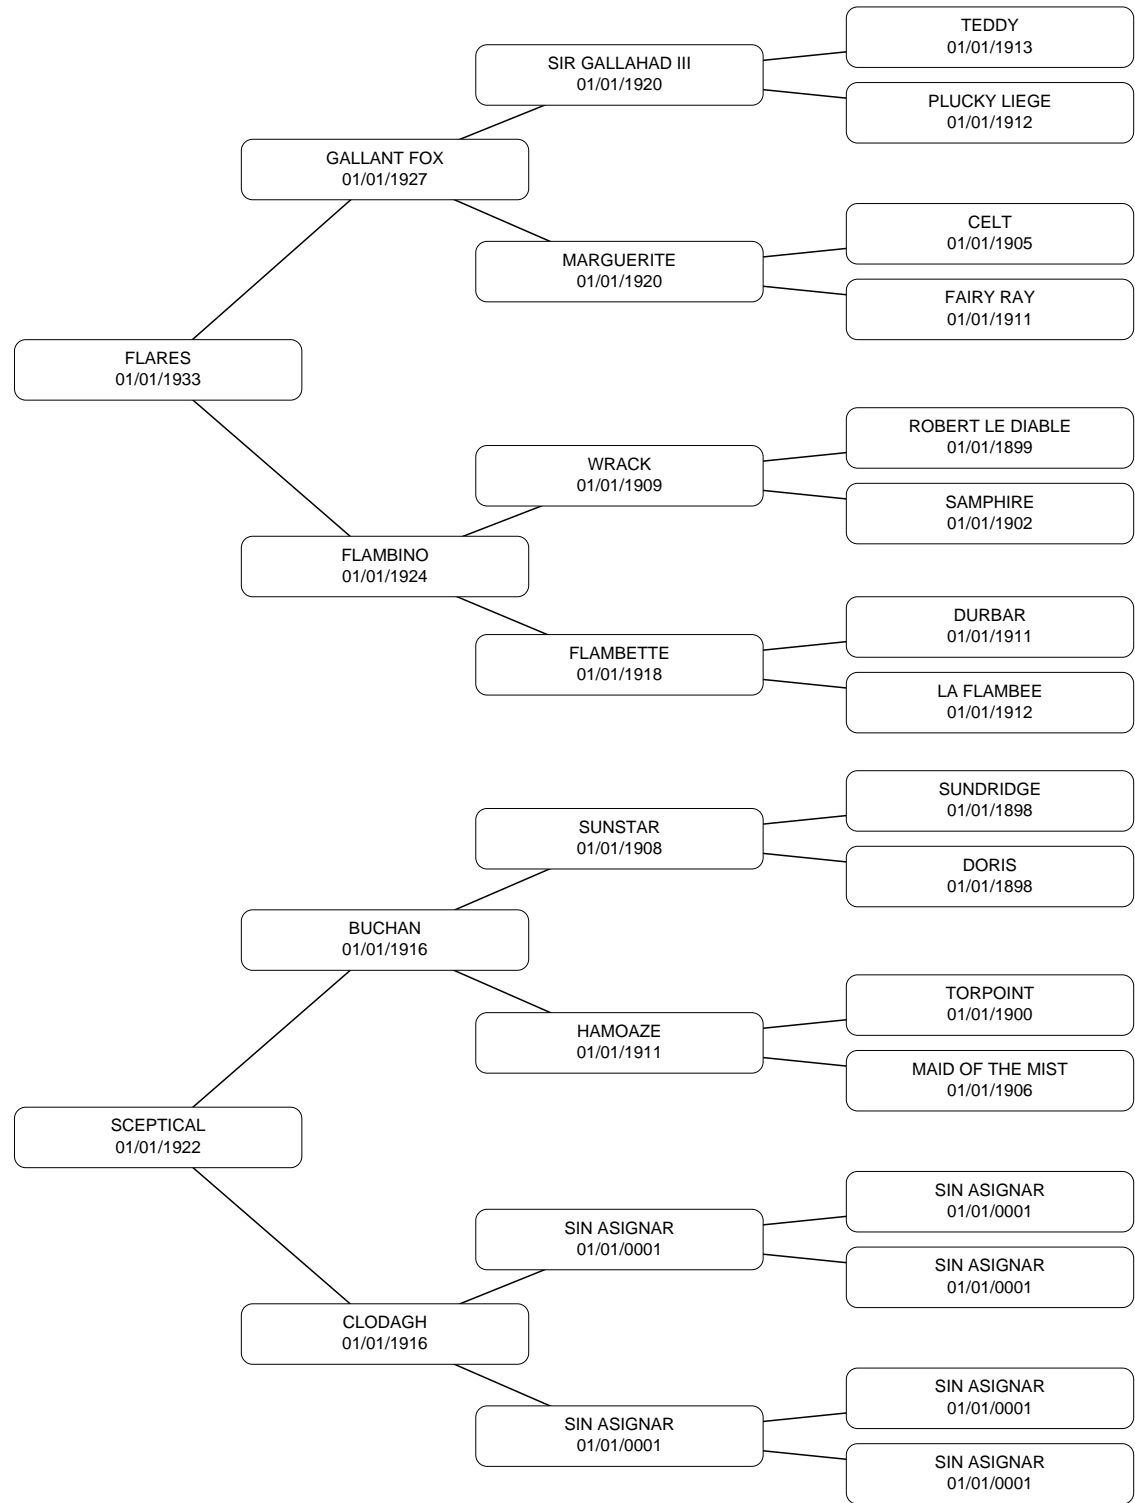 TEDDY
01/01/1913
SIR GALLAHAD III
01/01/1920
PLUCKY LIEGE
01/01/1912
GALLANT FOX
01/01/1927
CELT
01/01/1905
MARGUERITE
01/01/1920
FAIRY RAY
01/01/1911
FLARES
01/01/1933
ROBERT LE DIABLE
01/01/1899
WRACK
01/01/1909
SAMPHIRE
01/01/1902
FLAMBINO
01/01/1924
DURBAR
01/01/1911
FLAMBETTE
01/01/1918
LA FLAMBEE
01/01/1912
SUNDRIDGE
01/01/1898
SUNSTAR
01/01/1908
DORIS
01/01/1898
BUCHAN
01/01/1916
TORPOINT
01/01/1900
HAMOAZE
01/01/1911
MAID OF THE MIST
01/01/1906
SCEPTICAL
01/01/1922
SIN ASIGNAR
01/01/0001
SIN ASIGNAR
01/01/0001
SIN ASIGNAR
01/01/0001
CLODAGH
01/01/1916
SIN ASIGNAR
01/01/0001
SIN ASIGNAR
01/01/0001
SIN ASIGNAR
01/01/0001